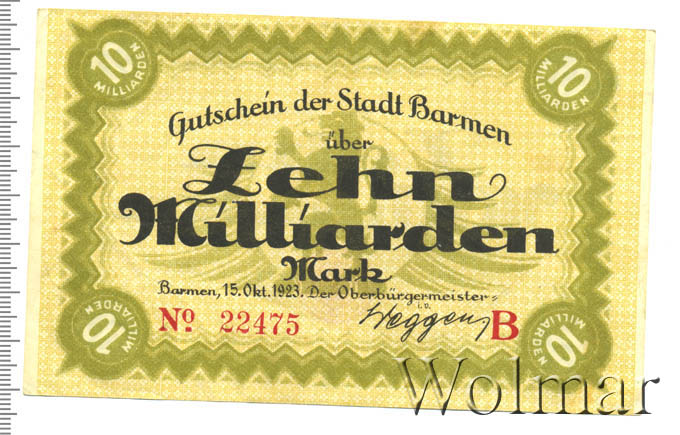 10 MILLIARDEN
10 MILLIARDEN
Gutschein der Stadt Barmen
über
Zehn
Milliarden
Mark
Barmen, 15. Okt. 1923. Der Oberbürgermeister=
i.V.
No 22475
B
10 MILLIARDEN
10 MILLIARDEN
Wolmar